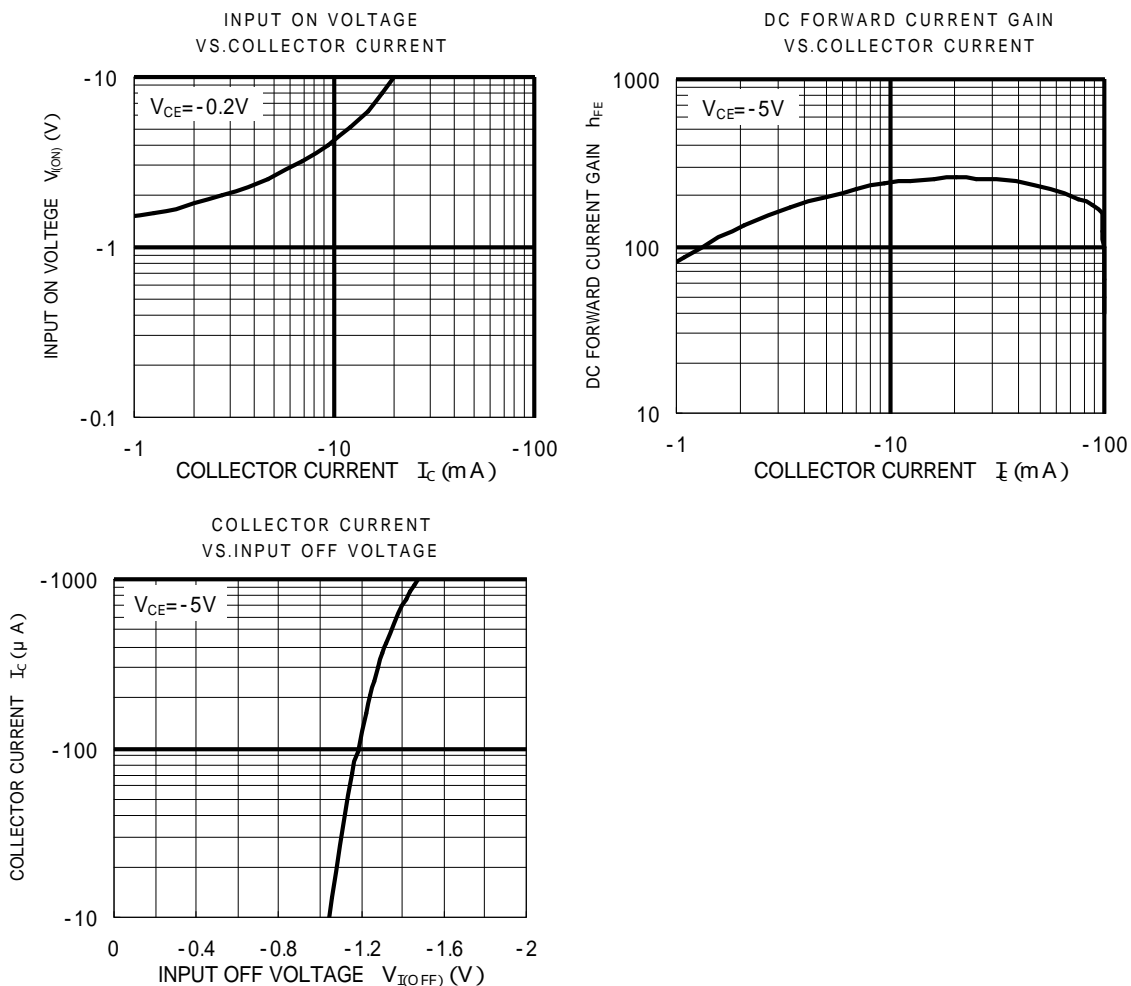 INPUT ON VOLTAGE
VS.COLLECTOR CURRENT
INPUT ON VOLTEGE VI(ON) (V)
-10
-1
-0.1
VCE=-0.2V
-1
-10
-100
COLLECTOR CURRENT IC (mA)
DC FORWARD CURRENT GAIN
VS.COLLECTOR CURRENT
DC FORWARD CURRENT GAIN hFE
1000
100
10
VCE=-5V
-1
-10
-100
COLLECTOR CURRENT IE (mA)
COLLECTOR CURRENT
VS.INPUT OFF VOLTAGE
COLLECTOR CURRENT IC (μA)
-1000
-100
-10
VCE=-5V
0
-0.4
-0.8
-1.2
-1.6
-2
INPUT OFF VOLTAGE VI(OFF) (V)